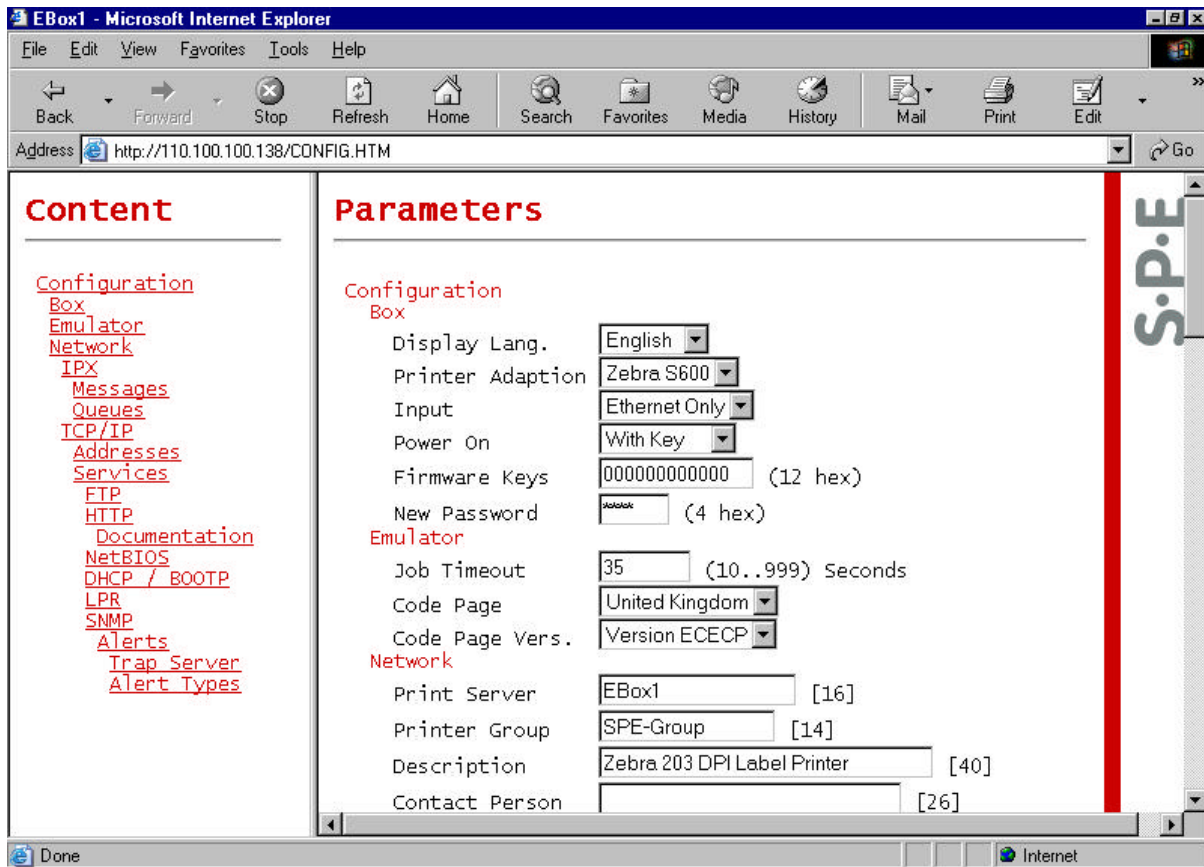 EBox1 - Microsoft Internet Explorer
File Edit View Favorites Tools Help
Back Forward Stop Refresh Home Search Favorites Media History Mail Print Edit »
Address http://110.100.100.138/CONFIG.HTM Go
Content
Configuration
Box
Emulator
Network
IPX
Messages
Queues
TCP/IP
Addresses
Services
FTP
HTTP
Documentation
NetBIOS
DHCP / BOOTP
LPR
SNMP
Alerts
Trap Server
Alert Types
Parameters
Configuration
Box
Display Lang. English
Printer Adaption Zebra S600
Input Ethernet Only
Power On With Key
Firmware Keys 000000000000 (12 hex)
New Password ***** (4 hex)
Emulator
Job Timeout 35 (10..999) Seconds
Code Page United Kingdom
Code Page Vers. Version ECECP
Network
Print Server EBox1 [16]
Printer Group SPE-Group [14]
Description Zebra 203 DPI Label Printer [40]
Contact Person [26]
S·P·E
Done Internet